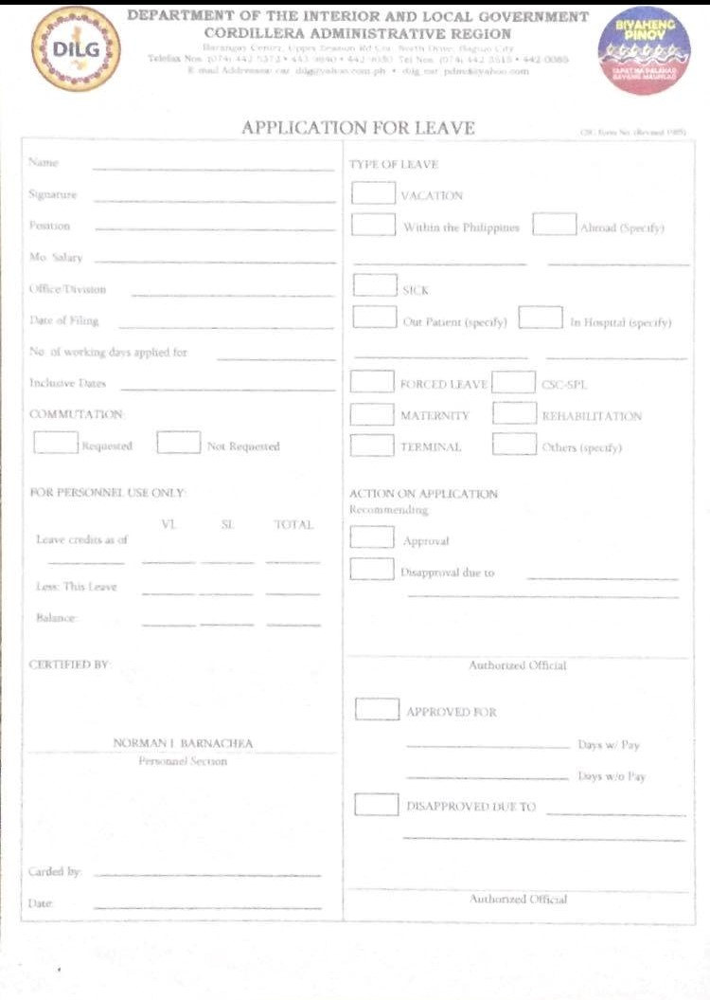 DEPARTMENT OF THE INTERIOR AND LOCAL GOVERNMENT
CORDILLERA ADMINISTRATIVE REGION
DILG
BIYAHENG
PINOY
TAPAT NA PALAKAD
BAYANG MAUNLAD
Barangay Center, Upper Session Rd Cor. North Drive, Baguio City
Telefax Nos. (074) 442 5372 • 443 9840 • 442 Tel Nos. (074) 442 3515 • 442 0089
E-mail Addresses: car_dilg@yahoo.com.ph •
APPLICATION FOR LEAVE
CSC Form No. (Revised 1985)
Name
Signature
Position
Mo. Salary
Office/Division
Date of Filing
No. of working days applied for
Inclusive Dates
COMMUTATION:
Requested Not Requested
FOR PERSONNEL USE ONLY:
VL SL TOTAL
Leave credits as of
Less: This Leave
Balance:
CERTIFIED BY:
NORMAN I. BARNACHEA
Personnel Section
Carded by:
Date:
TYPE OF LEAVE
VACATION
Within the Philippines Abroad (Specify)
SICK
Out Patient (specify) In Hospital (specify)
FORCED LEAVE CSC-SPL
MATERNITY REHABILITATION
TERMINAL Others (specify)
ACTION ON APPLICATION
Recommending
Approval
Disapproval due to
Authorized Official
APPROVED FOR
Days w/ Pay
Days w/o Pay
DISAPPROVED DUE TO
Authorized Official